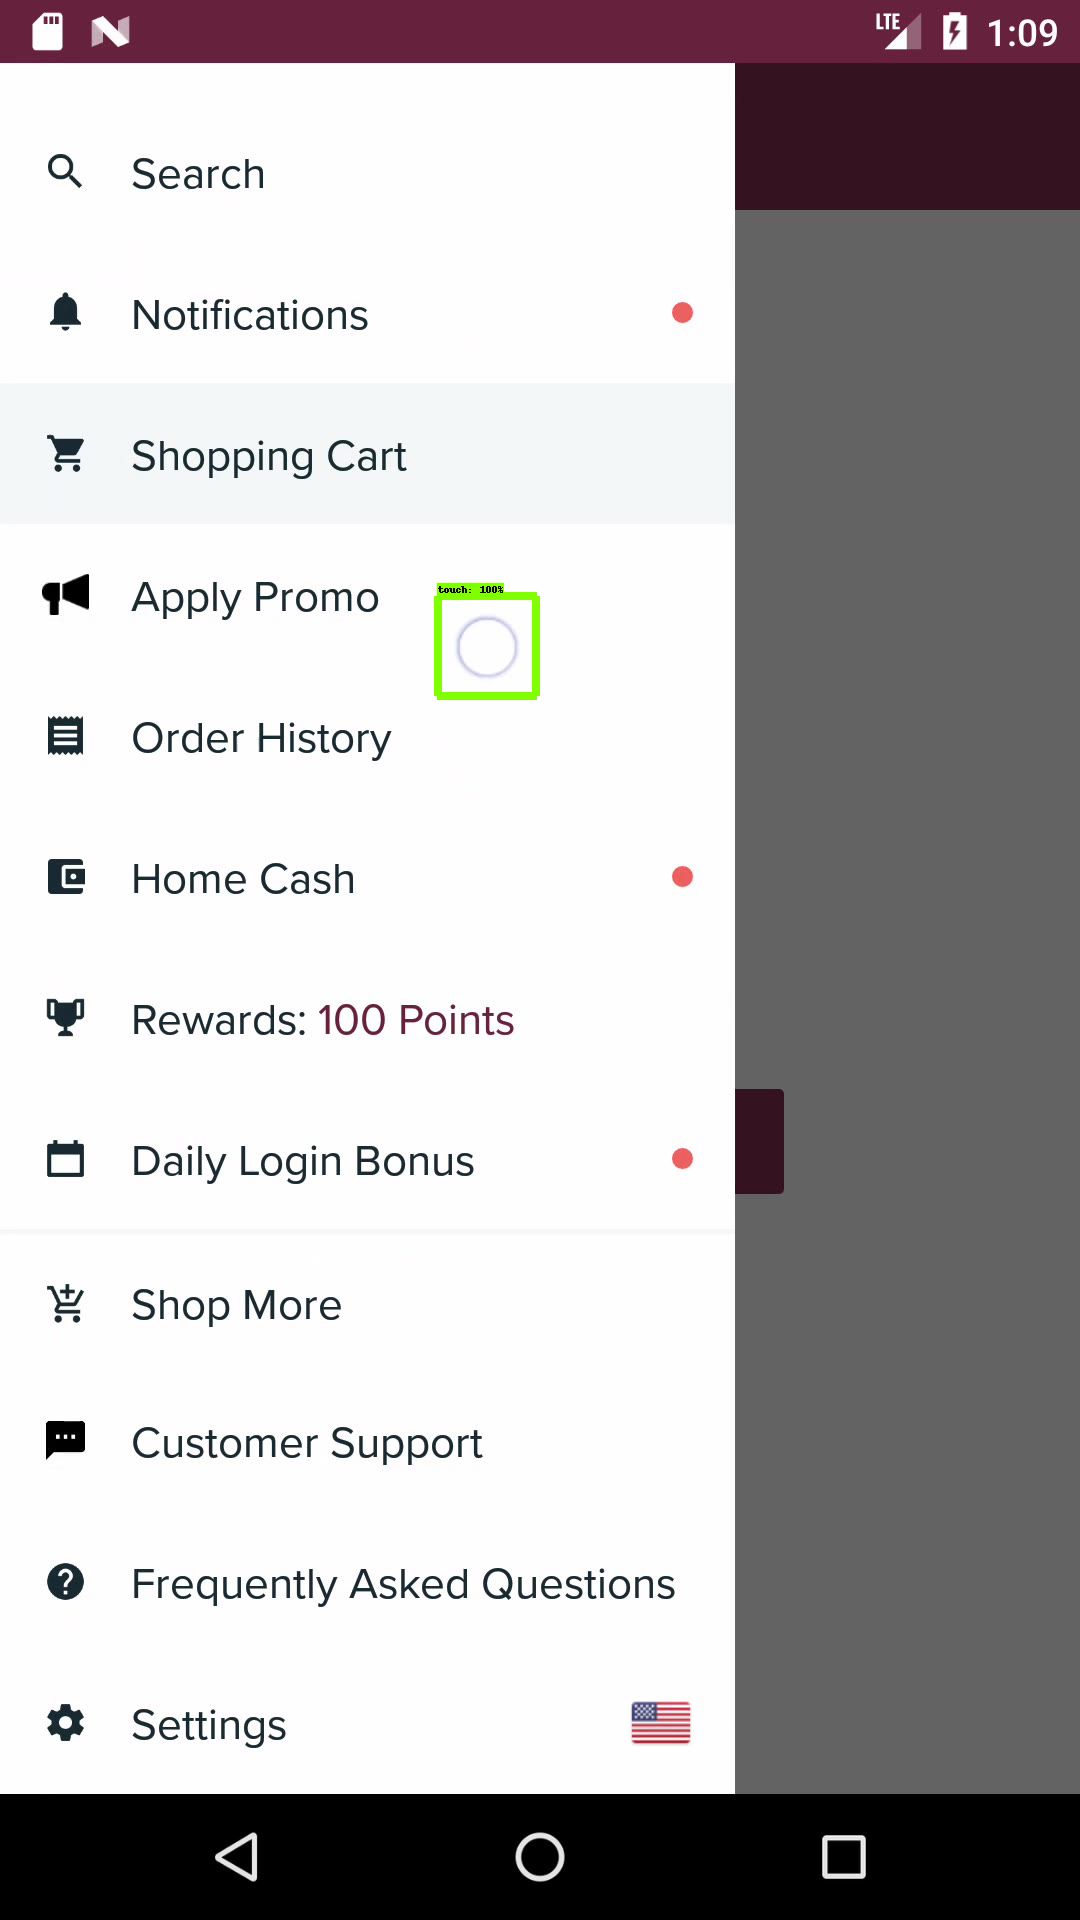 LTE 1:09
Search
Notifications
Shopping Cart
Apply Promo
touch: 100%
Order History
Home Cash
Rewards: 100 Points
Daily Login Bonus
Shop More
Customer Support
Frequently Asked Questions
Settings